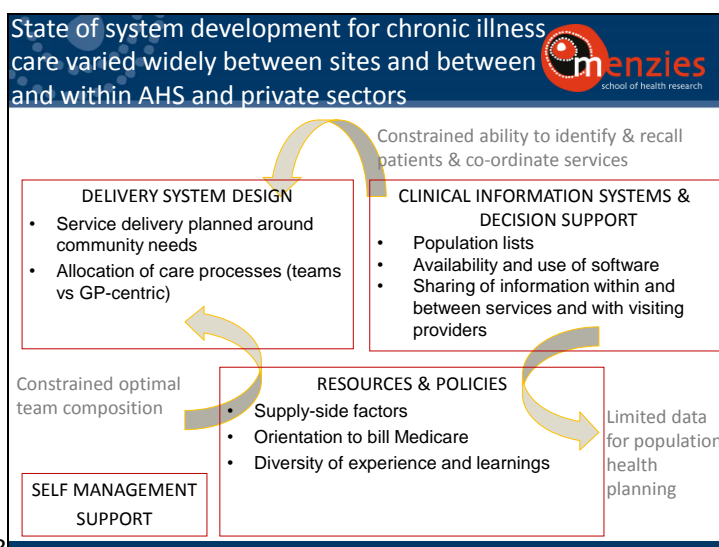 State of system development for chronic illness
care varied widely between sites and between
and within AHS and private sectors
menzies
school of health research
Constrained ability to identify & recall
patients & co-ordinate services
DELIVERY SYSTEM DESIGN
• Service delivery planned around
community needs
• Allocation of care processes (teams
vs GP-centric)
CLINICAL INFORMATION SYSTEMS &
DECISION SUPPORT
• Population lists
• Availability and use of software
• Sharing of information within and
between services and with visiting
providers
Constrained optimal
team composition
RESOURCES & POLICIES
• Supply-side factors
• Orientation to bill Medicare
• Diversity of experience and learnings
Limited data
for population
health
planning
SELF MANAGEMENT
SUPPORT